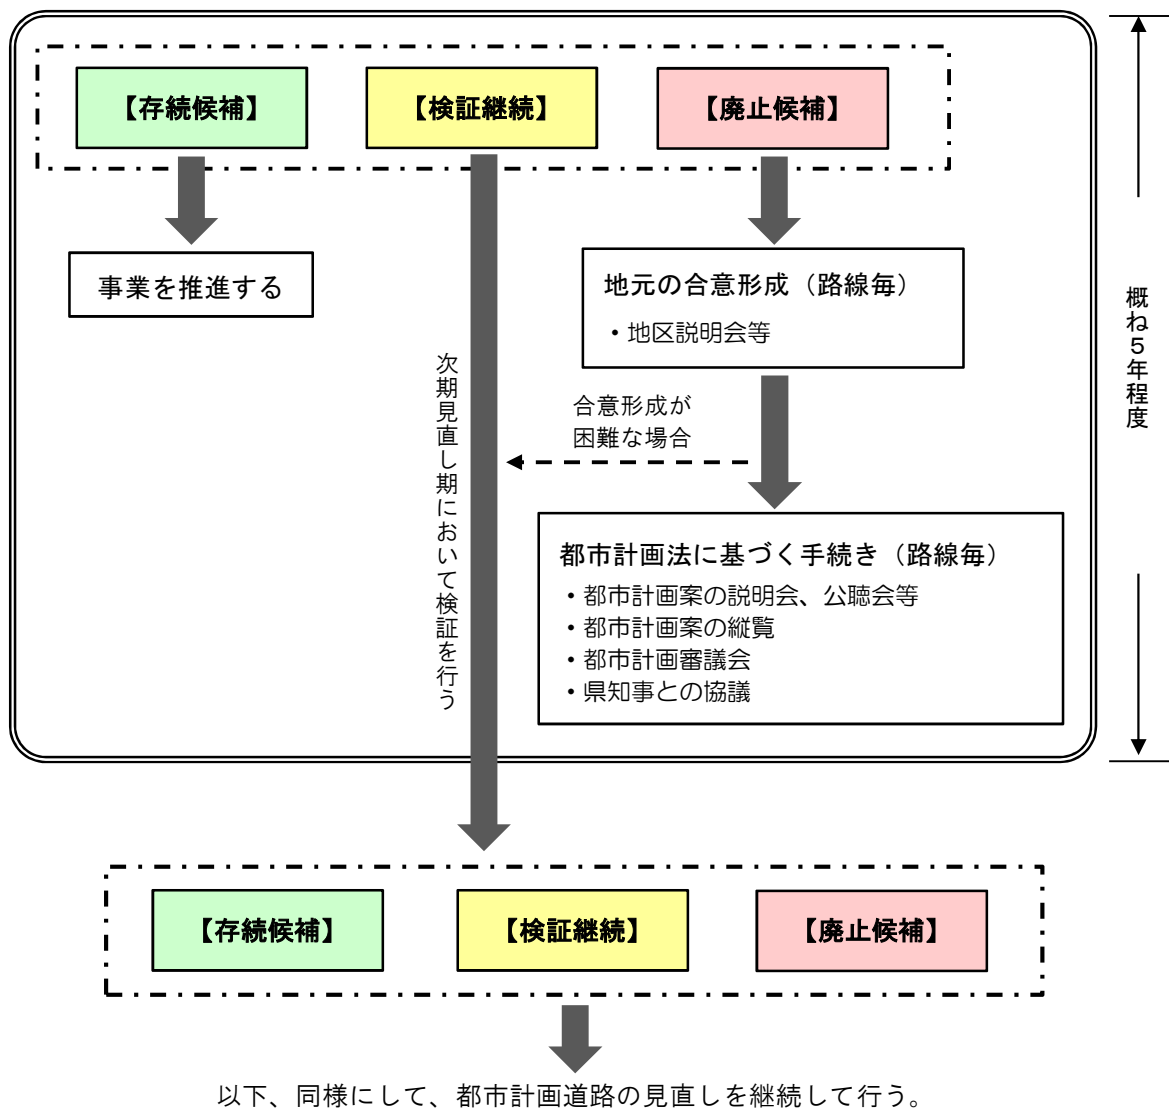 【存続候補】
【検証継続】
【廃止候補】
事業を推進する
地元の合意形成（路線毎）
・地区説明会等
次期見直し期において検証を行う
合意形成が
困難な場合
都市計画法に基づく手続き（路線毎）
・都市計画案の説明会、公聴会等
・都市計画案の縦覧
・都市計画審議会
・県知事との協議
概ね５年程度
【存続候補】
【検証継続】
【廃止候補】
以下、同様にして、都市計画道路の見直しを継続して行う。